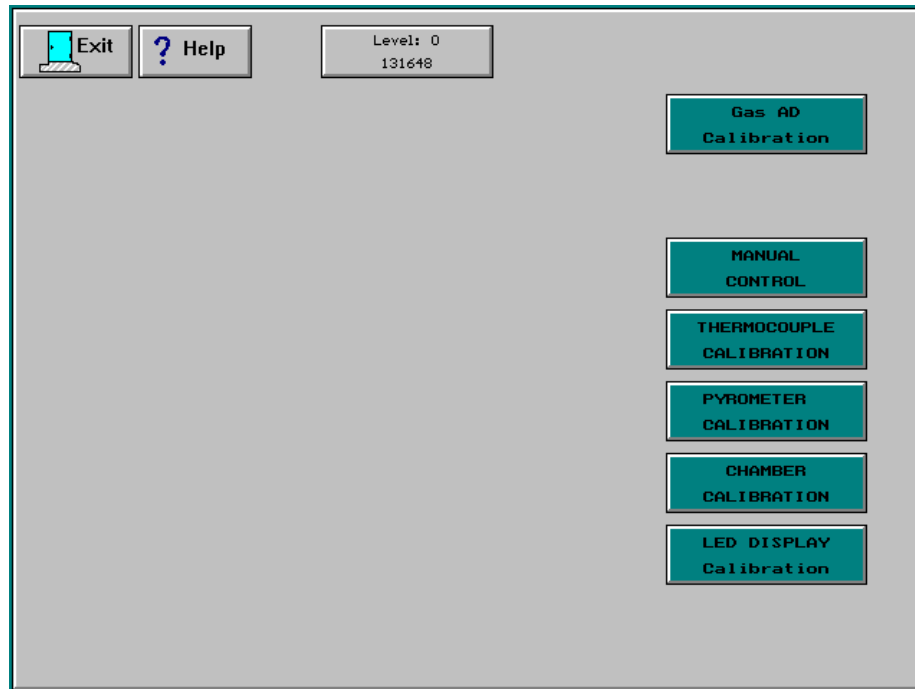 Exit
? Help
Level: 0
131648
Gas AD
Calibration
MANUAL
CONTROL
THERMOCOUPLE
CALIBRATION
PYROMETER
CALIBRATION
CHAMBER
CALIBRATION
LED DISPLAY
Calibration